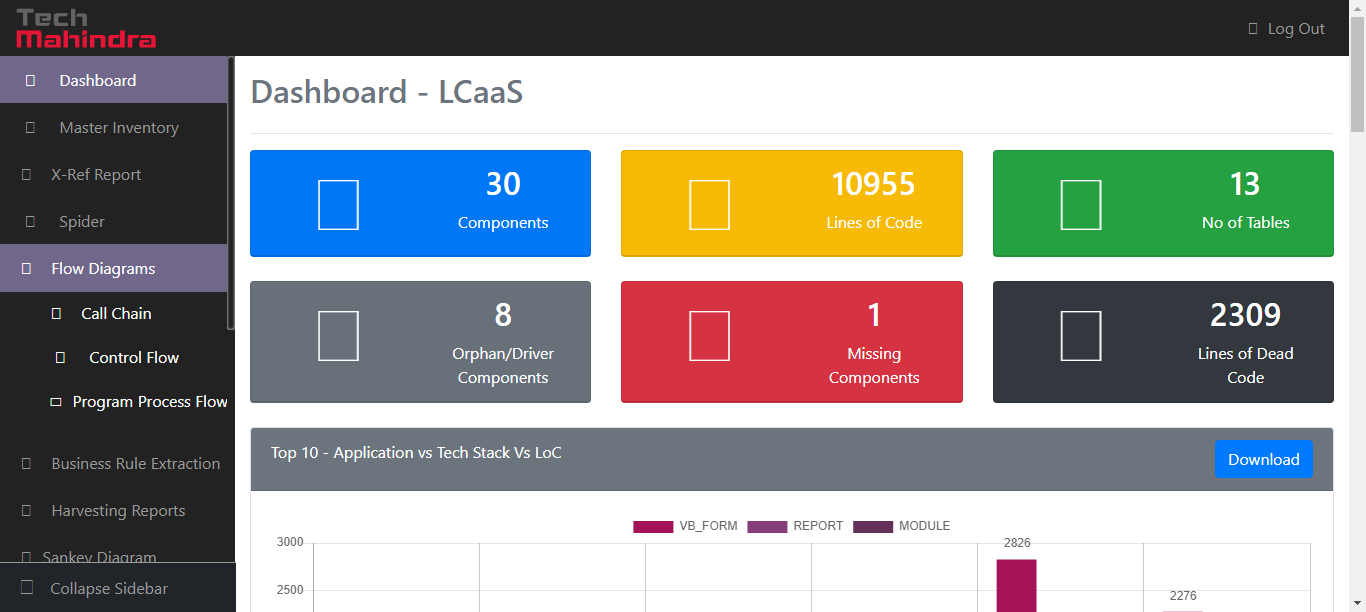 Tech
Mahindra
Log Out
Dashboard
Master Inventory
X-Ref Report
Spider
Flow Diagrams
Call Chain
Control Flow
Program Process Flow
Business Rule Extraction
Harvesting Reports
Sankey Diagram
Collapse Sidebar
Dashboard - LCaaS
30
Components
10955
Lines of Code
13
No of Tables
8
Orphan/Driver
Components
1
Missing
Components
2309
Lines of Dead
Code
Top 10 - Application vs Tech Stack Vs LoC
Download
VB_FORM REPORT MODULE
3000
2826
2500
2276